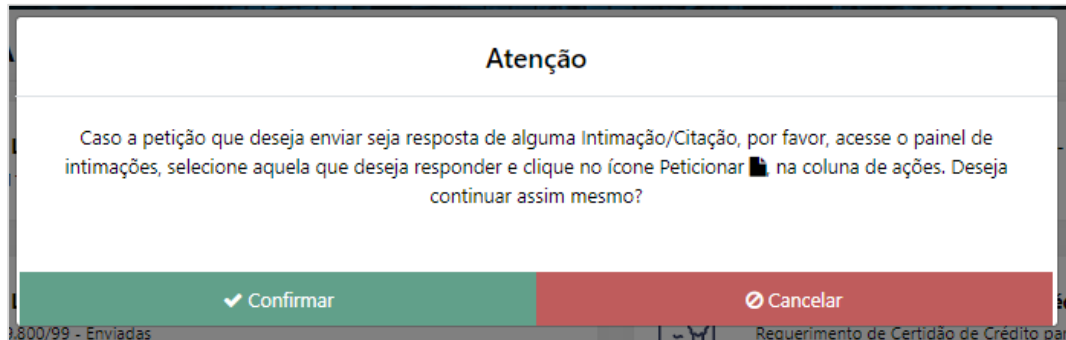 Atenção
Caso a petição que deseja enviar seja resposta de alguma Intimação/Citação, por favor, acesse o painel de
intimações, selecione aquela que deseja responder e clique no ícone Peticionar , na coluna de ações. Deseja
continuar assim mesmo?
Confirmar
Cancelar
9.800/99 - Enviadas
Requerimento de Certidão de Crédito par